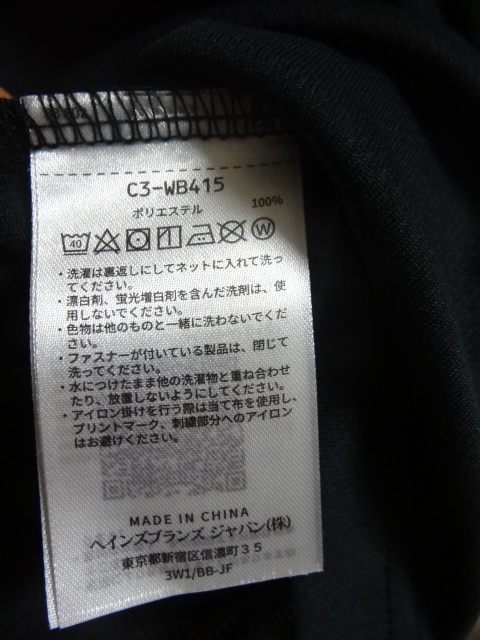 C3-WB415
ポリエステル 100%
40 W
・洗濯は裏返しにしてネットに入れて洗っ
てください。
・漂白剤、蛍光増白剤を含んだ洗剤は、使
用しないでください。
・色物は他のものと一緒に洗わないでくだ
さい。
・ファスナーが付いている製品は、閉じて
洗ってください。
・水につけたまま他の洗濯物と重ね合わせ
たり、放置しないようにしてください。
・アイロン掛けを行う際は当て布を使用し、
プリントマーク、刺繍部分へのアイロン
はお避けください。
MADE IN CHINA
ヘインズブランズ ジャパン(株)
東京都新宿区信濃町35
3W1/BB-JF